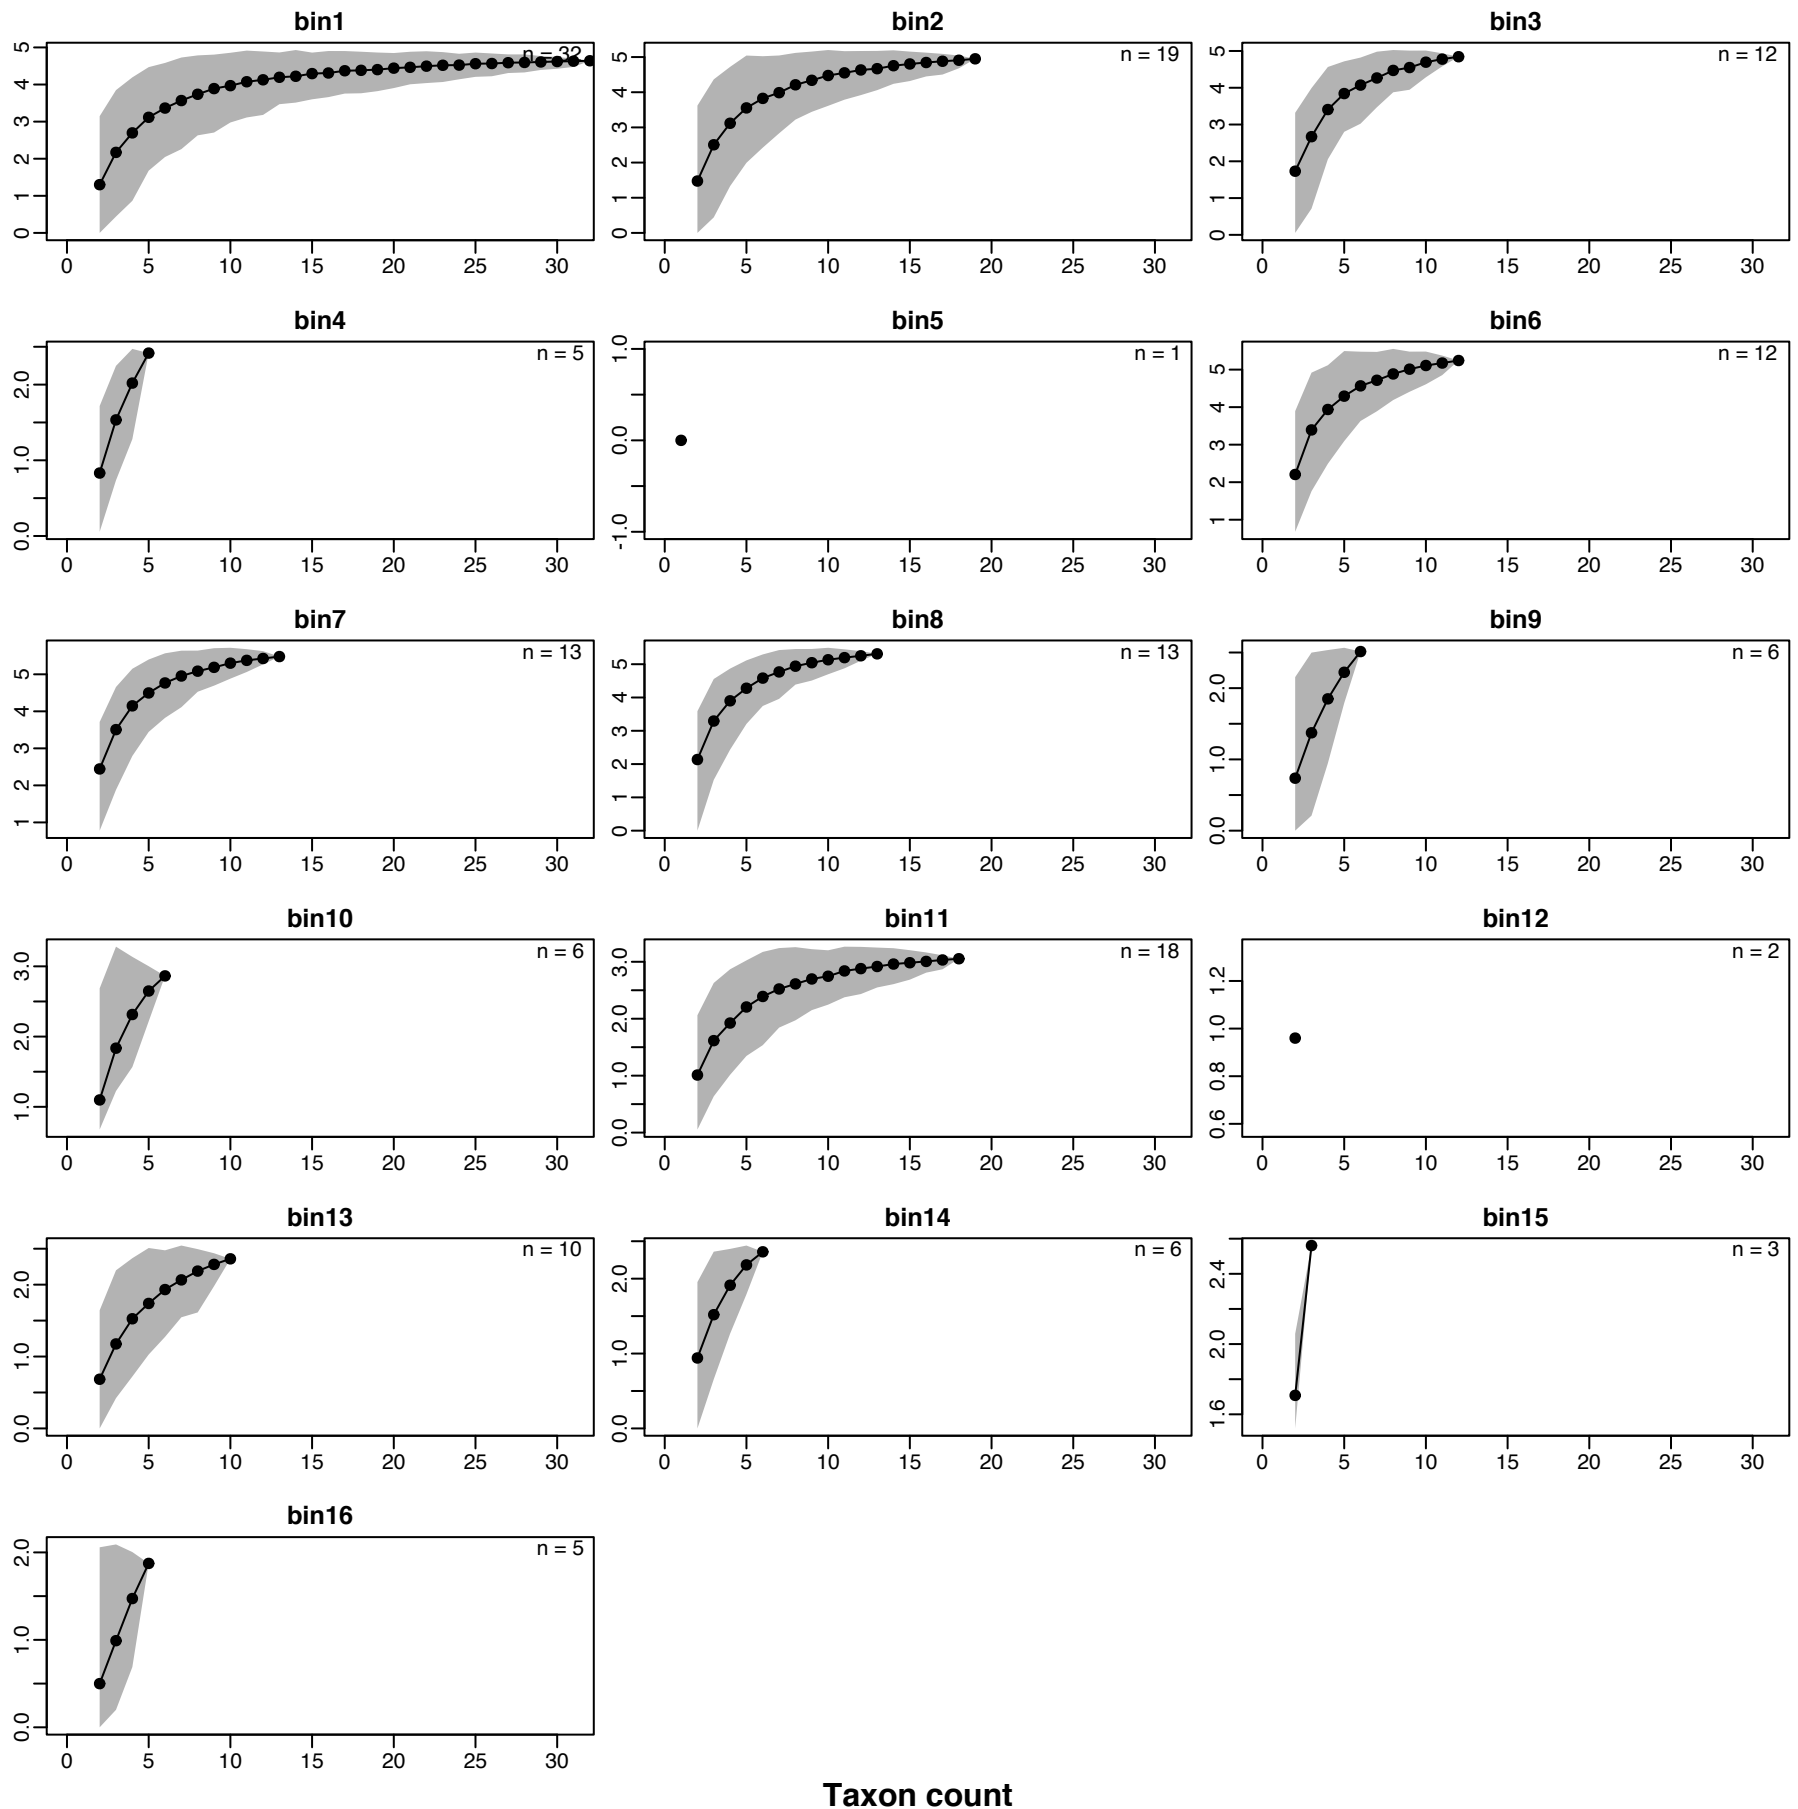 bin1 bin2 bin3
n = 32 n = 19 n = 12
0 1 2 3 4 5 0 1 2 3 4 5 0 1 2 3 4 5
0 5 10 15 20 25 30 0 5 10 15 20 25 30 0 5 10 15 20 25 30
bin4 bin5 bin6
n = 5 n = 1 n = 12
0.0 1.0 2.0 -1.0 0.0 1.0 1 2 3 4 5
0 5 10 15 20 25 30 0 5 10 15 20 25 30 0 5 10 15 20 25 30
bin7 bin8 bin9
n = 13 n = 13 n = 6
1 2 3 4 5 0 1 2 3 4 5 0.0 1.0 2.0
0 5 10 15 20 25 30 0 5 10 15 20 25 30 0 5 10 15 20 25 30
bin10 bin11 bin12
n = 6 n = 18 n = 2
1.0 2.0 3.0 0.0 1.0 2.0 3.0 0.6 0.8 1.0 1.2
0 5 10 15 20 25 30 0 5 10 15 20 25 30 0 5 10 15 20 25 30
bin13 bin14 bin15
n = 10 n = 6 n = 3
0.0 1.0 2.0 0.0 1.0 2.0 1.6 2.0 2.4
0 5 10 15 20 25 30 0 5 10 15 20 25 30 0 5 10 15 20 25 30
bin16
n = 5
0.0 1.0 2.0
0 5 10 15 20 25 30
Taxon count